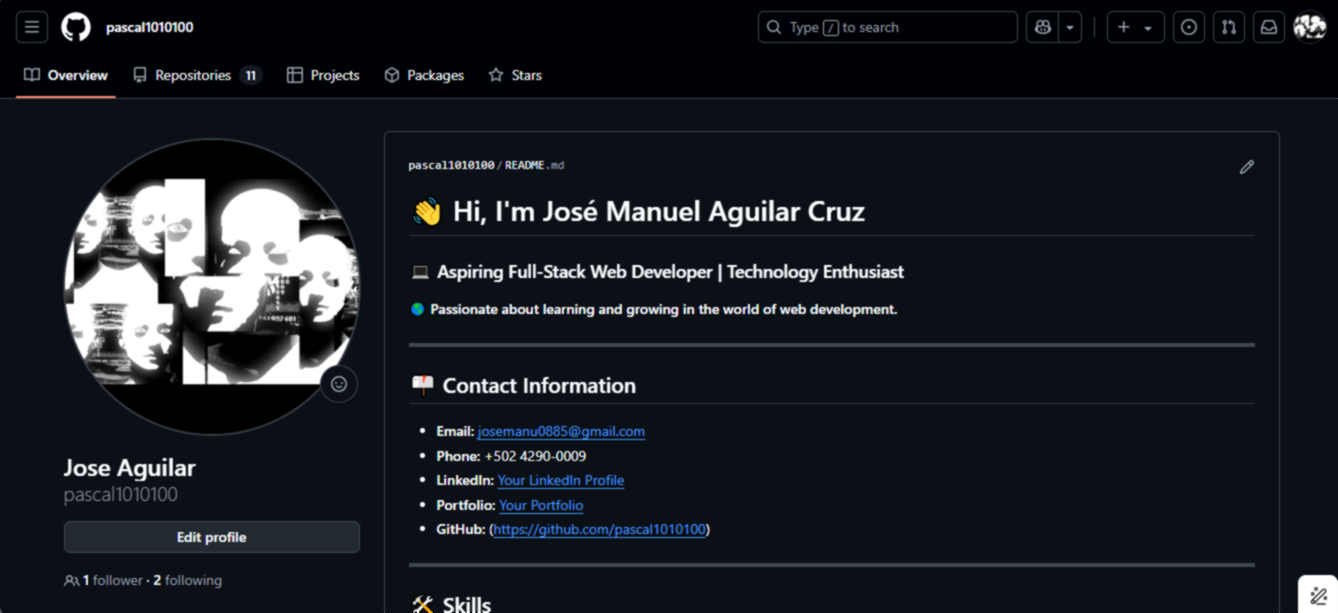 pascal1010100
Type / to search
Overview Repositories 11 Projects Packages Stars
pascal1010100/README.md
👋 Hi, I'm José Manuel Aguilar Cruz
💻 Aspiring Full-Stack Web Developer | Technology Enthusiast
🌎 Passionate about learning and growing in the world of web development.
📬 Contact Information
• Email: josemanu0885@gmail.com
• Phone: +502 4290-0009
• LinkedIn: Your LinkedIn Profile
• Portfolio: Your Portfolio
• GitHub: (https://github.com/pascal1010100)
🛠️ Skills
Jose Aguilar
pascal1010100
Edit profile
1 follower · 2 following